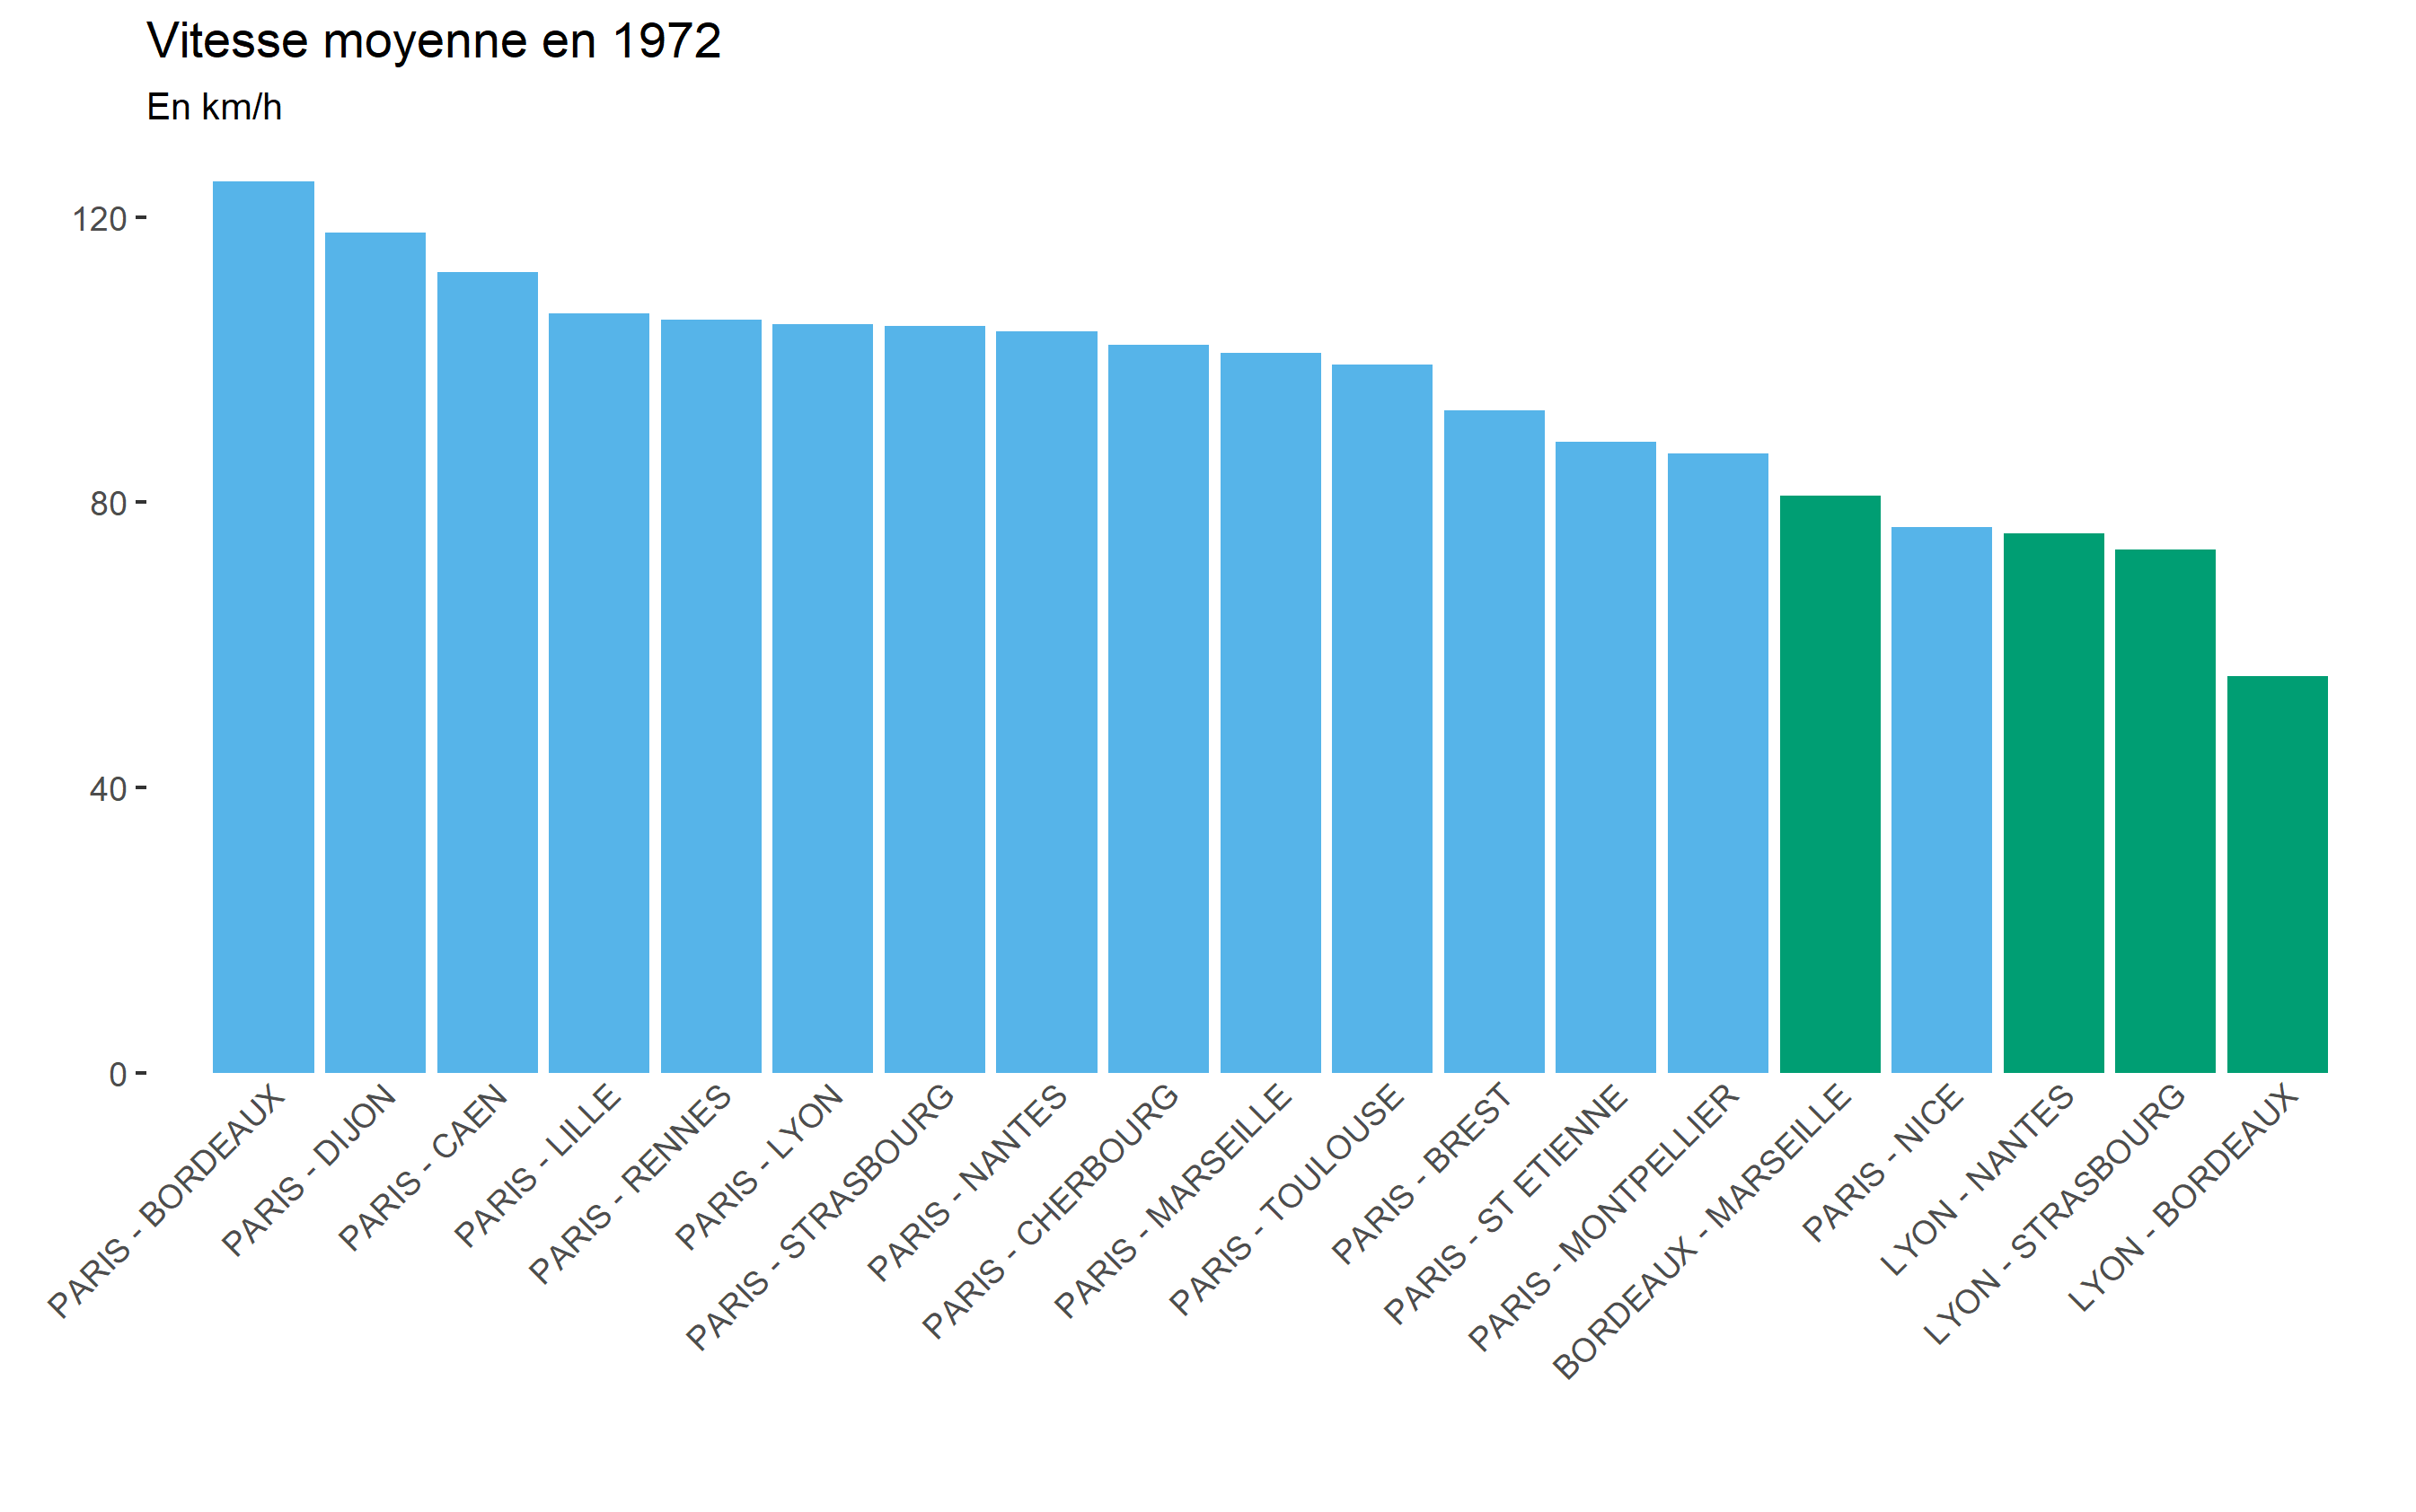 Vitesse moyenne en 1972
En km/h
120
80
40
0
PARIS - BORDEAUX
PARIS - DIJON
PARIS - CAEN
PARIS - LILLE
PARIS - RENNES
PARIS - LYON
PARIS - STRASBOURG
PARIS - NANTES
PARIS - CHERBOURG
PARIS - MARSEILLE
PARIS - TOULOUSE
PARIS - BREST
PARIS - ST ETIENNE
PARIS - MONTPELLIER
BORDEAUX - MARSEILLE
PARIS - NICE
LYON - NANTES
LYON - STRASBOURG
LYON - BORDEAUX